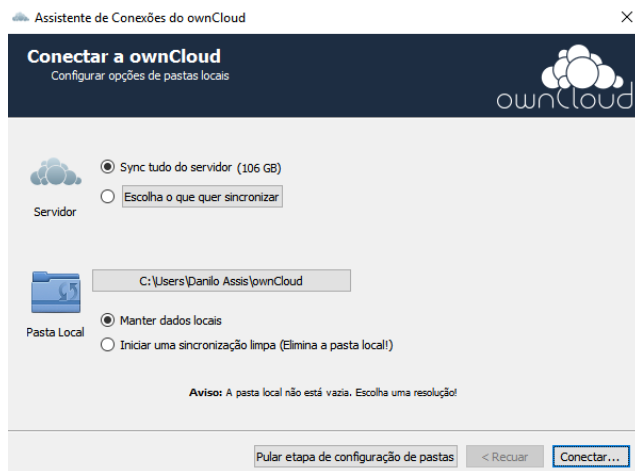 Assistente de Conexões do ownCloud
Conectar a ownCloud
Configurar opções de pastas locais
ownCloud
Sync tudo do servidor (106 GB)
Escolha o que quer sincronizar
Servidor
C:\Users\Danilo Assis\ownCloud
Manter dados locais
Pasta Local
Iniciar uma sincronização limpa (Elimina a pasta local!)
Aviso: A pasta local não está vazia. Escolha uma resolução!
Pular etapa de configuração de pastas
< Recuar
Conectar...